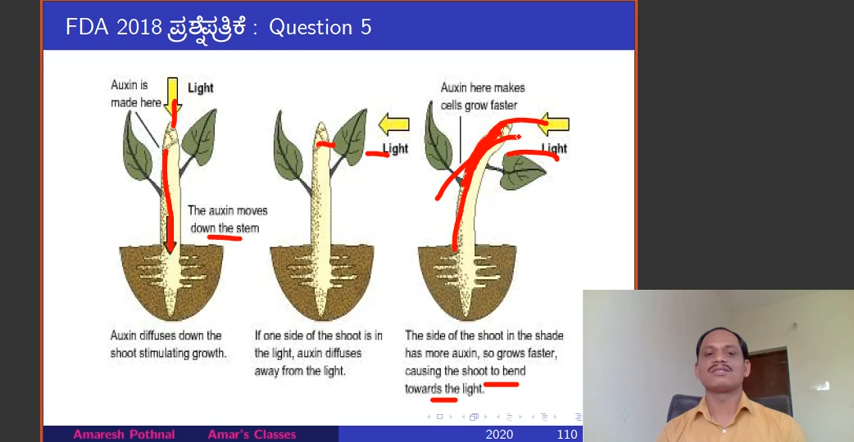 FDA 2018 ಪ್ರಶ್ನೆಪತ್ರಿಕೆ : Question 5
Auxin is
made here
Light
The auxin moves
down the stem
Light
Auxin here makes
cells grow faster
Light
Auxin diffuses down the
shoot stimulating growth.
If one side of the shoot is in
the light, auxin diffuses
away from the light.
The side of the shoot in the shade
has more auxin, so grows faster,
causing the shoot to bend
towards the light.
Amaresh Pothnal Amar's Classes 2020 110